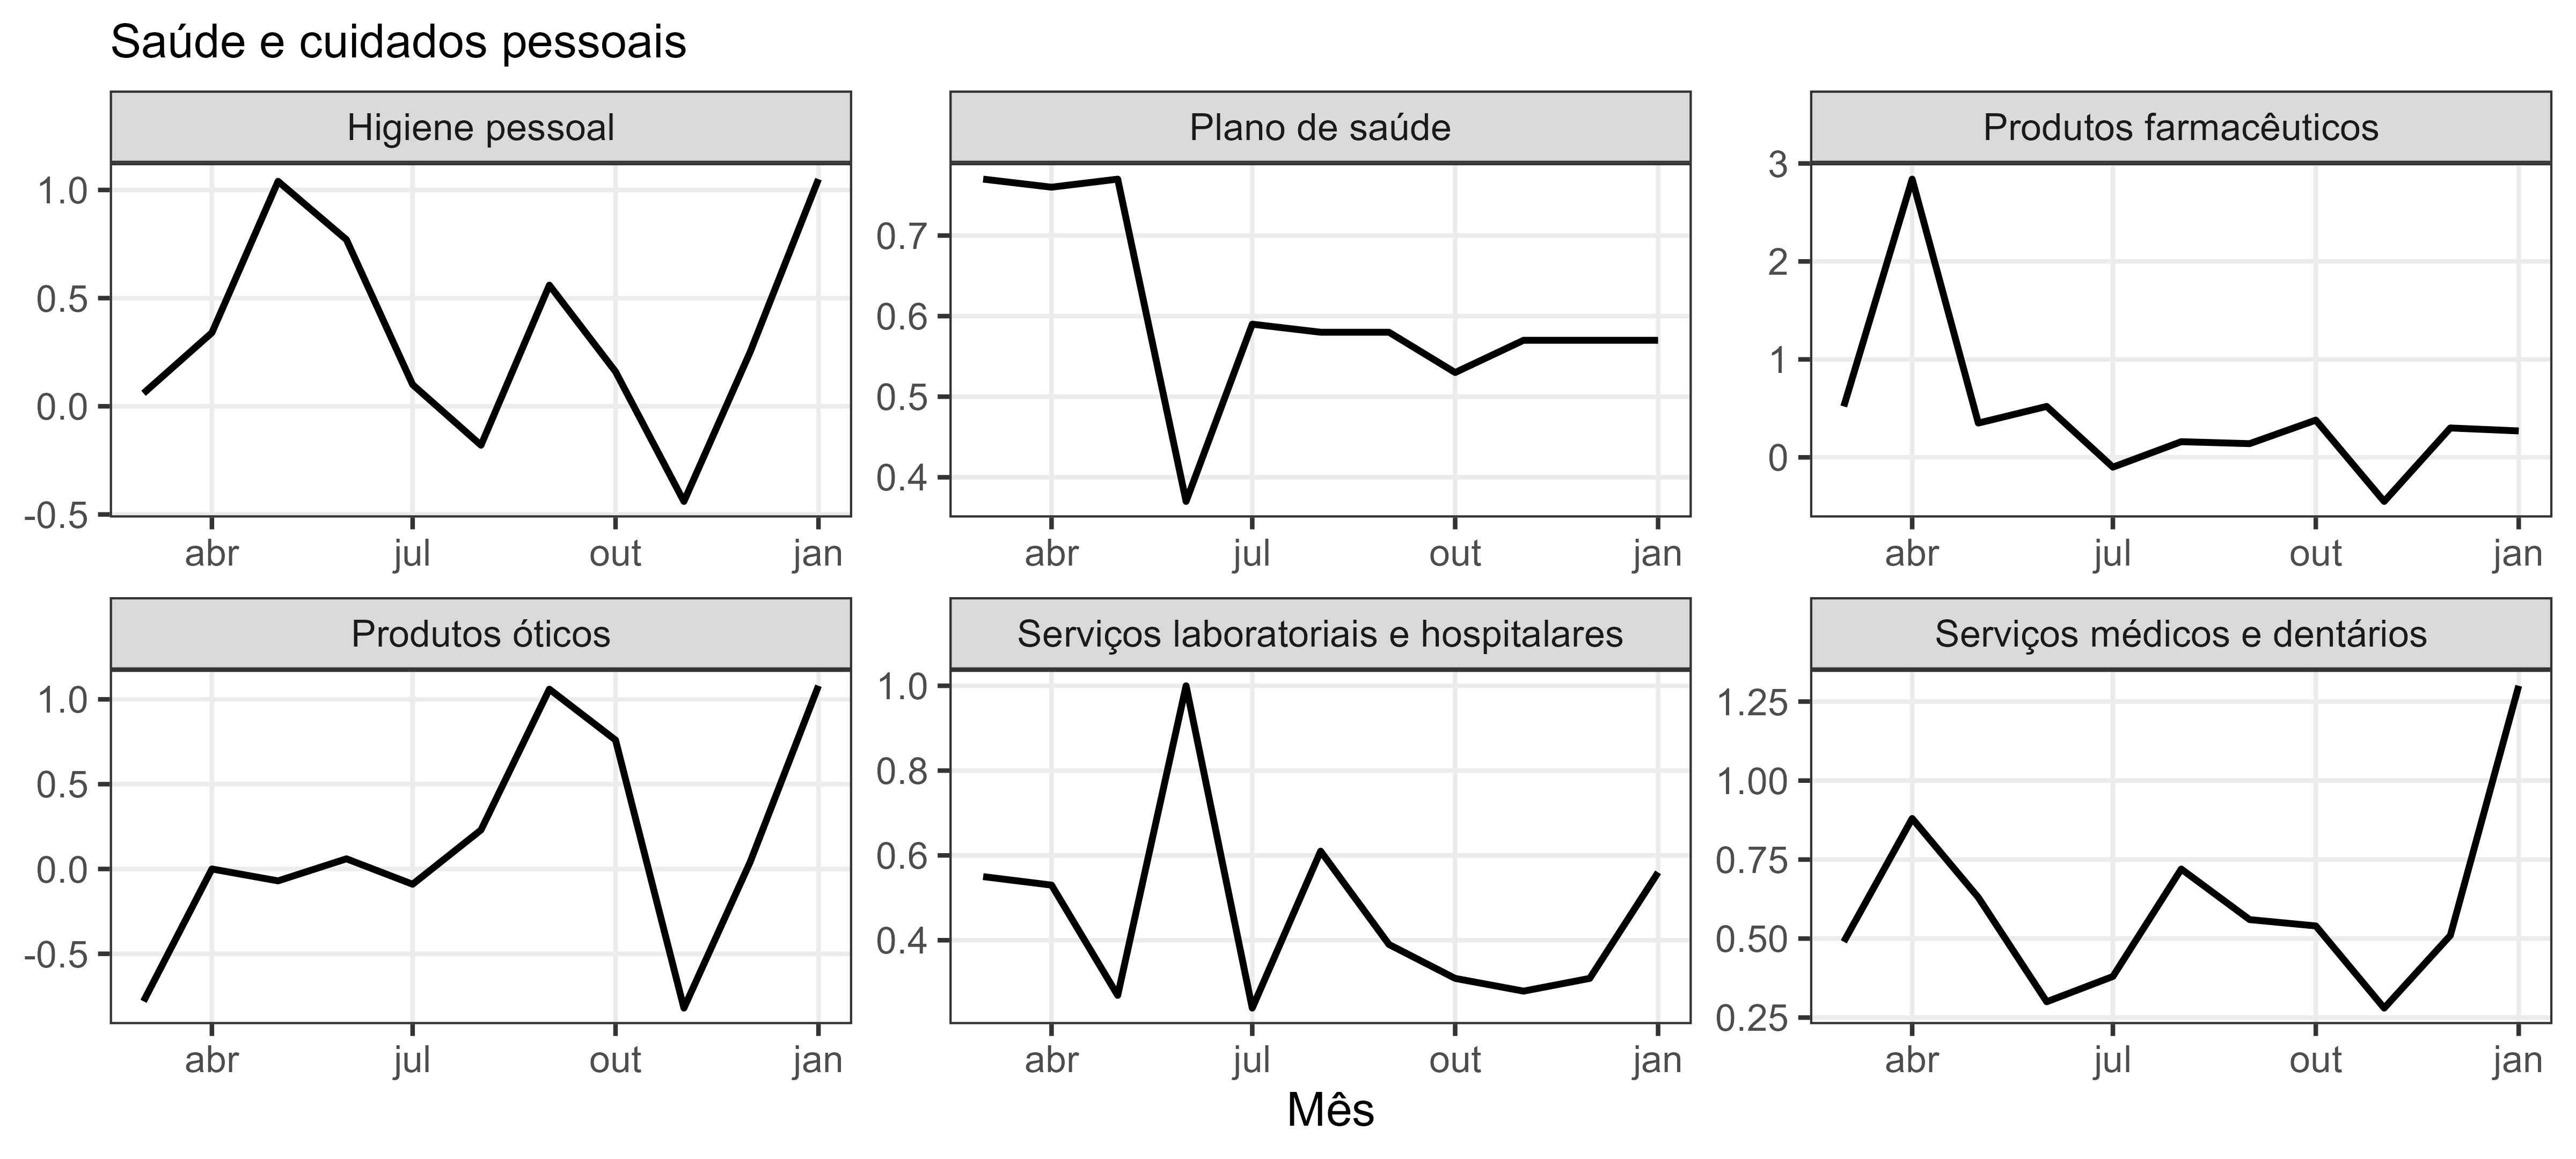 Saúde e cuidados pessoais
Higiene pessoal
1.0
0.5
0.0
-0.5
abr jul out jan
Plano de saúde
0.7
0.6
0.5
0.4
abr jul out jan
Produtos farmacêuticos
3
2
1
0
abr jul out jan
Produtos óticos
1.0
0.5
0.0
-0.5
abr jul out jan
Serviços laboratoriais e hospitalares
1.0
0.8
0.6
0.4
abr jul out jan
Serviços médicos e dentários
1.25
1.00
0.75
0.50
0.25
abr jul out jan
Mês